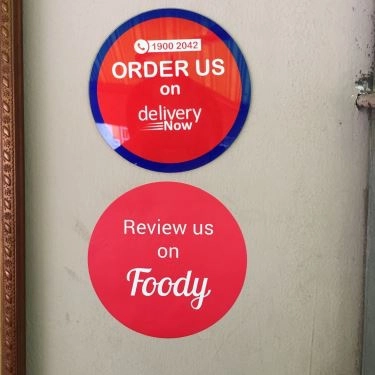 1900 2042
ORDER US
on
delivery
Now
Review us
on
Foody